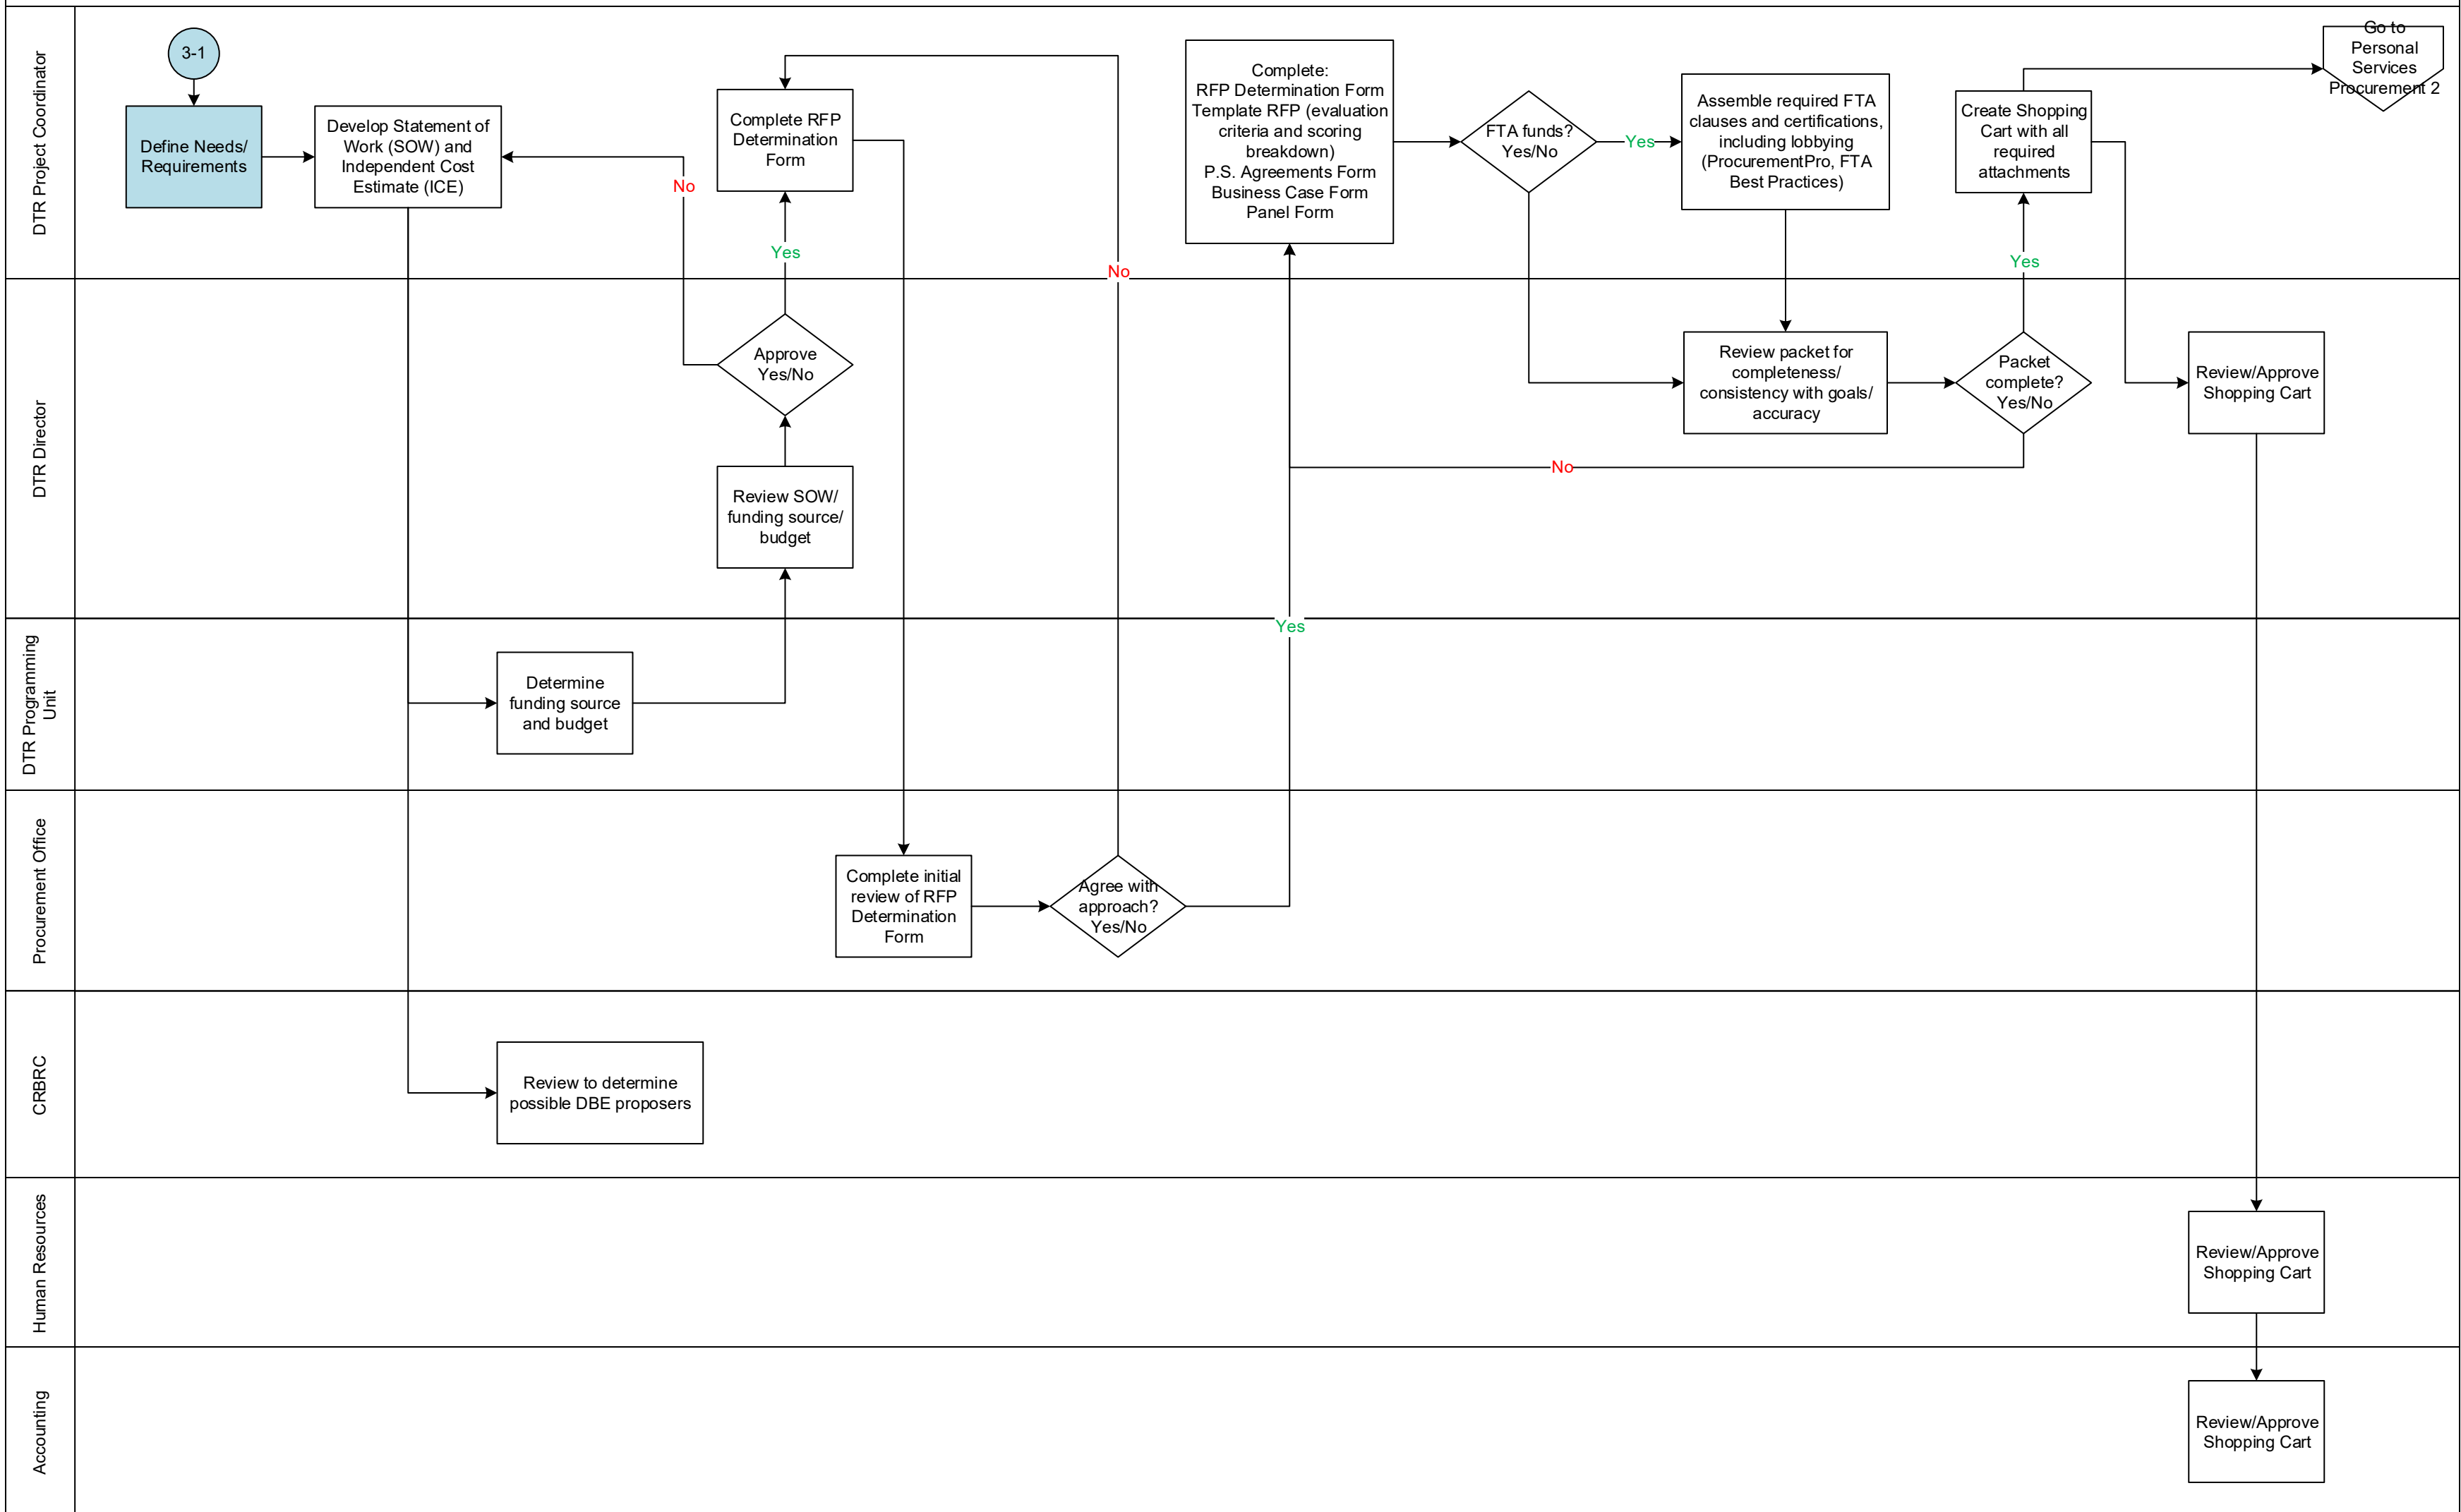 DTR Project Coordinator
3-1
Define Needs/
Requirements
Develop Statement of
Work (SOW) and
Independent Cost
Estimate (ICE)
No
Complete RFP
Determination
Form
Yes
No
Complete:
RFP Determination Form
Template RFP (evaluation
criteria and scoring
breakdown)
P.S. Agreements Form
Business Case Form
Panel Form
FTA funds?
Yes/No
Yes
Assemble required FTA
clauses and certifications,
including lobbying
(ProcurementPro, FTA
Best Practices)
Create Shopping
Cart with all
required
attachments
Yes
Go to
Personal
Services
Procurement 2
DTR Director
Approve
Yes/No
Review SOW/
funding source/
budget
Review packet for
completeness/
consistency with goals/
accuracy
Packet
complete?
Yes/No
No
Review/Approve
Shopping Cart
Yes
DTR Programming
Unit
Determine
funding source
and budget
Procurement Office
Complete initial
review of RFP
Determination
Form
Agree with
approach?
Yes/No
CRBRC
Review to determine
possible DBE proposers
Human Resources
Review/Approve
Shopping Cart
Accounting
Review/Approve
Shopping Cart